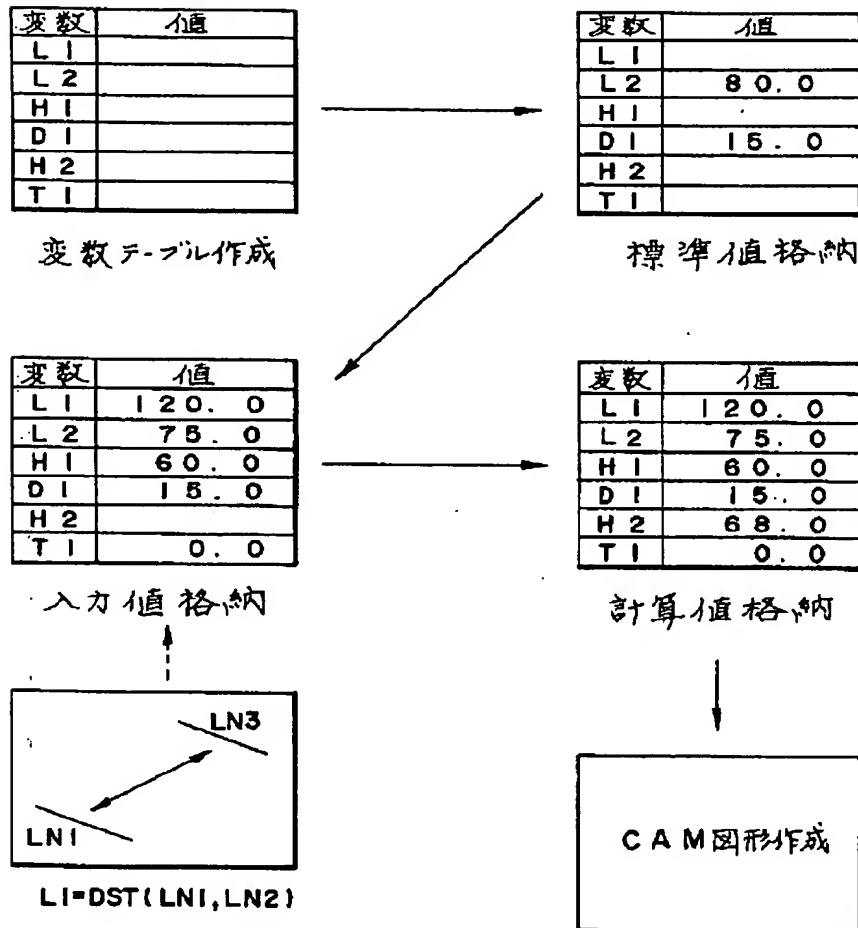 変数 値
L1
L2
H1
D1
H2
T1
変数テーブル作成
変数 値
L1
L2 80.0
H1
D1 15.0
H2
T1
標準値格納
変数 値
L1 120.0
L2 75.0
H1 60.0
D1 15.0
H2
T1 0.0
入力値格納
変数 値
L1 120.0
L2 75.0
H1 60.0
D1 15.0
H2 68.0
T1 0.0
計算値格納
LN3
LN1
L1=DST(LN1,LN2)
CAM図形作成